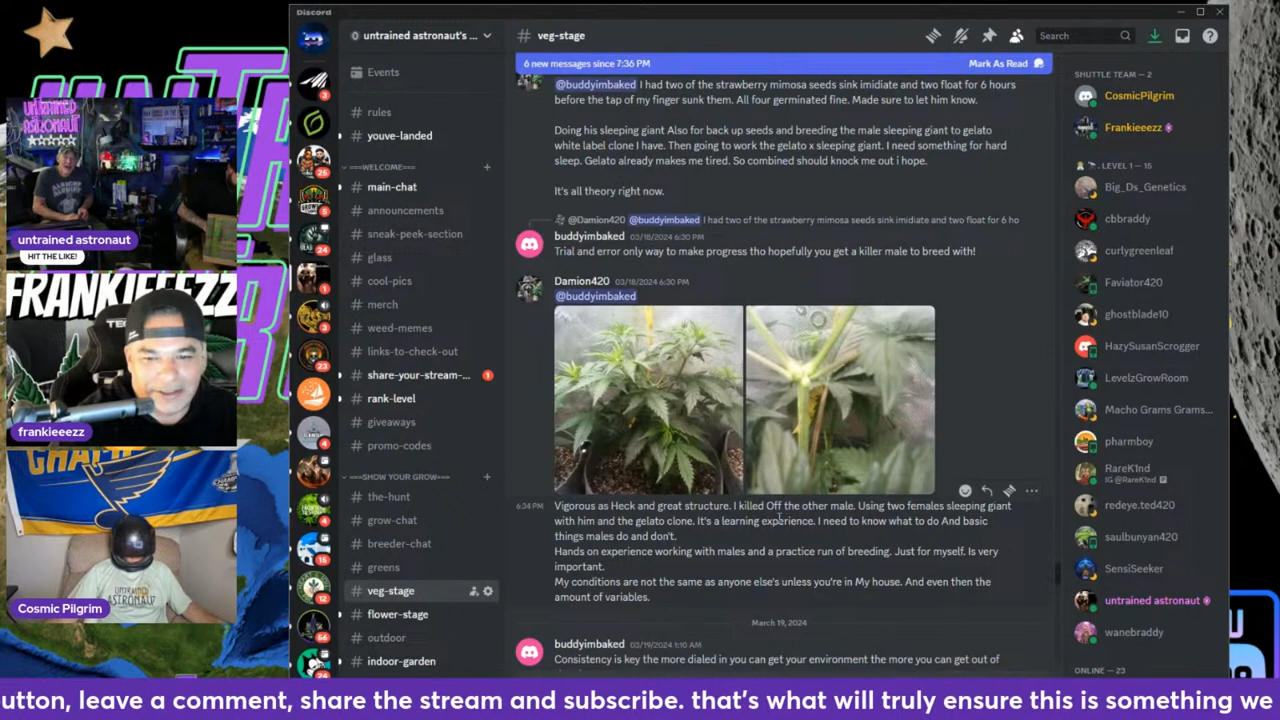 Discord
untrained astronaut's ...
Events
rules
youve-landed
===WELCOME===
main-chat
announcements
sneak-peek-section
glass
cool-pics
merch
weed-memes
links-to-check-out
share-your-stream-... 1
rank-level
giveaways
promo-codes
===SHOW YOUR GROW===
the-hunt
grow-chat
breeder-chat
greens
veg-stage
flower-stage
outdoor
indoor-garden
# veg-stage
Search
6 new messages since 7:36 PM
Mark As Read
@buddyimbaked I had two of the strawberry mimosa seeds sink imidiate and two float for 6 hours
before the tap of my finger sunk them. All four germinated fine. Made sure to let him know.
Doing his sleeping giant Also for back up seeds and breeding the male sleeping giant to gelato
white label clone I have. Then going to work the gelato x sleeping giant. I need something for hard
sleep. Gelato already makes me tired. So combined should knock me out i hope.
It's all theory right now.
@Damion420 @buddyimbaked I had two of the strawberry mimosa seeds sink imidiate and two float for 6 ho
buddyimbaked 03/18/2024 6:30 PM
Trial and error only way to make progress tho hopefully you get a killer male to breed with!
Damion420 03/18/2024 6:30 PM
@buddyimbaked
6:34 PM Vigorous as Heck and great structure. I killed Off the other male. Using two females sleeping giant
with him and the gelato clone. It's a learning experience. I need to know what to do And basic
things males do and don't.
Hands on experience working with males and a practice run of breeding. Just for myself. Is very
important.
My conditions are not the same as anyone else's unless you're in My house. And even then the
amount of variables.
March 19, 2024
buddyimbaked 03/19/2024 1:10 AM
Consistency is key the more dialed in you can get your environment the more you can get out of
SHUTTLE TEAM — 2
CosmicPilgrim
Frankieeezz
LEVEL 1 — 15
Big_Ds_Genetics
cbbraddy
curlygreenleaf
Faviator420
ghostblade10
HazySusanScrogger
LevelzGrowRoom
Macho Grams Grams...
pharmboy
RareK1nd
IG @RareK1nd
redeye.ted420
saulbunyan420
SensiSeeker
untrained astronaut
wanebraddy
ONLINE — 23
UNTRAINED
ASTRONAUT
untrained astronaut
HIT THE LIKE!
FRANKIEEEZZ
frankieeezz
Cosmic Pilgrim
utton, leave a comment, share the stream and subscribe. that's what will truly ensure this is something we